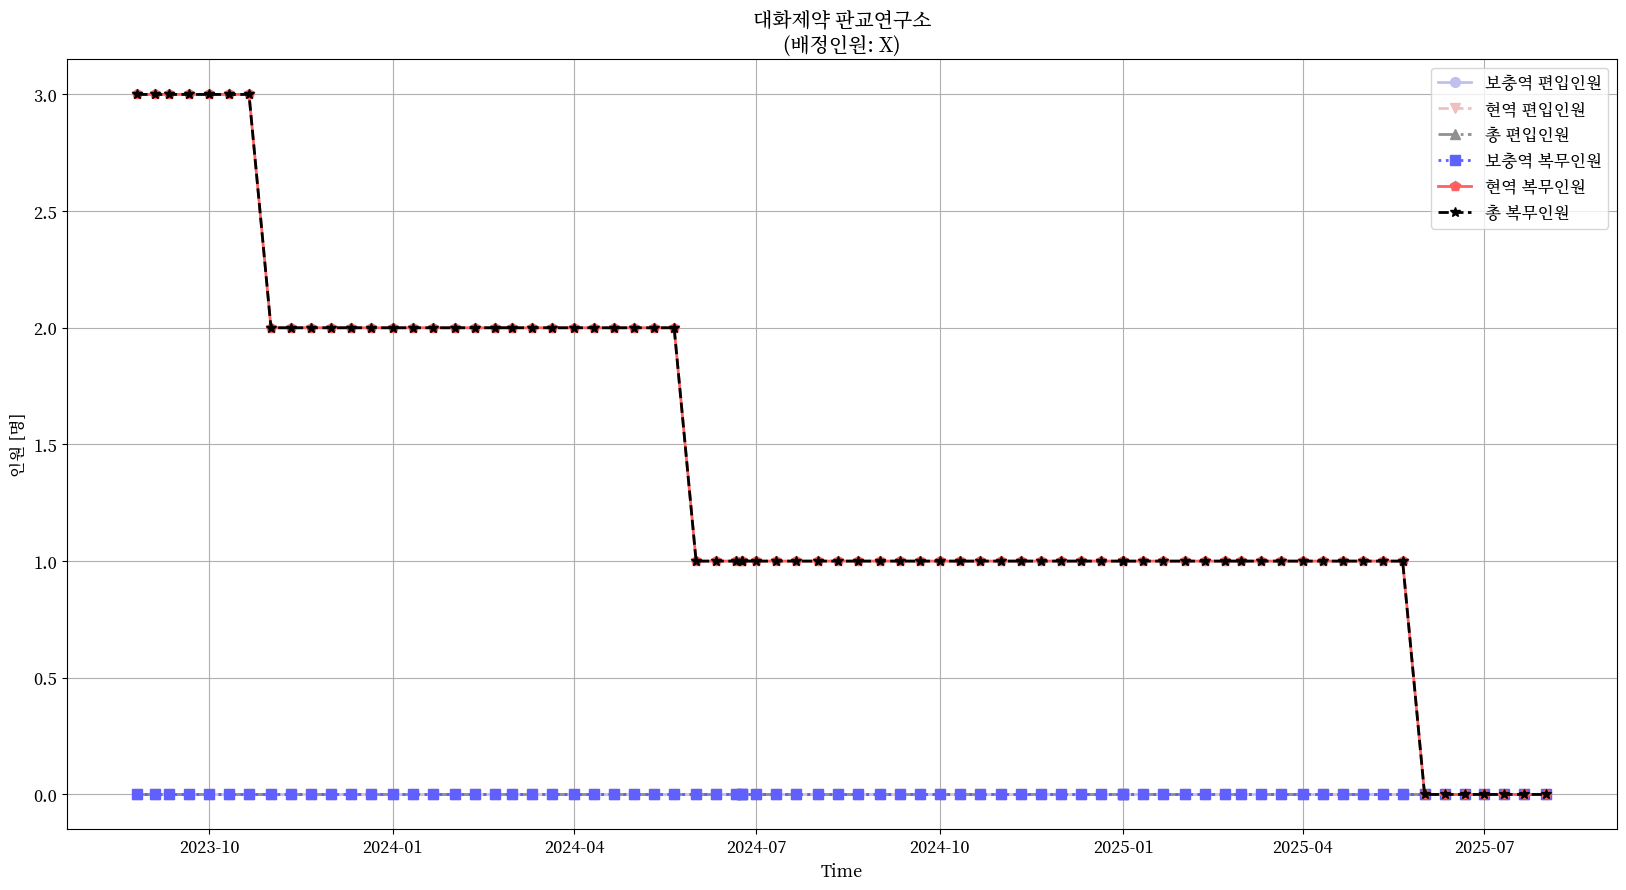 대화제약 판교연구소
(배정인원: X)
보충역 편입인원
현역 편입인원
총 편입인원
보충역 복무인원
현역 복무인원
총 복무인원
3.0
2.5
2.0
1.5
1.0
0.5
0.0
인원 [명]
2023-10
2024-01
2024-04
2024-07
2024-10
2025-01
2025-04
2025-07
Time